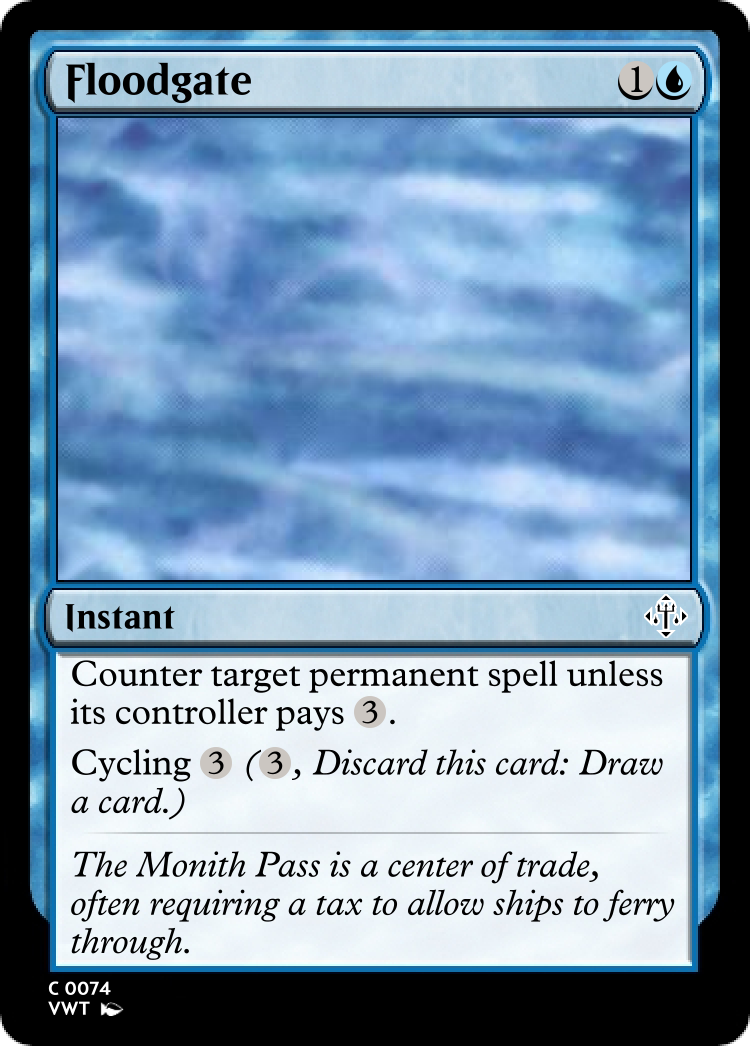 Floodgate 1
Instant
Counter target permanent spell unless
its controller pays 3.
Cycling 3 (3, Discard this card: Draw
a card.)
The Monith Pass is a center of trade,
often requiring a tax to allow ships to ferry
through.
C 0074
VWT